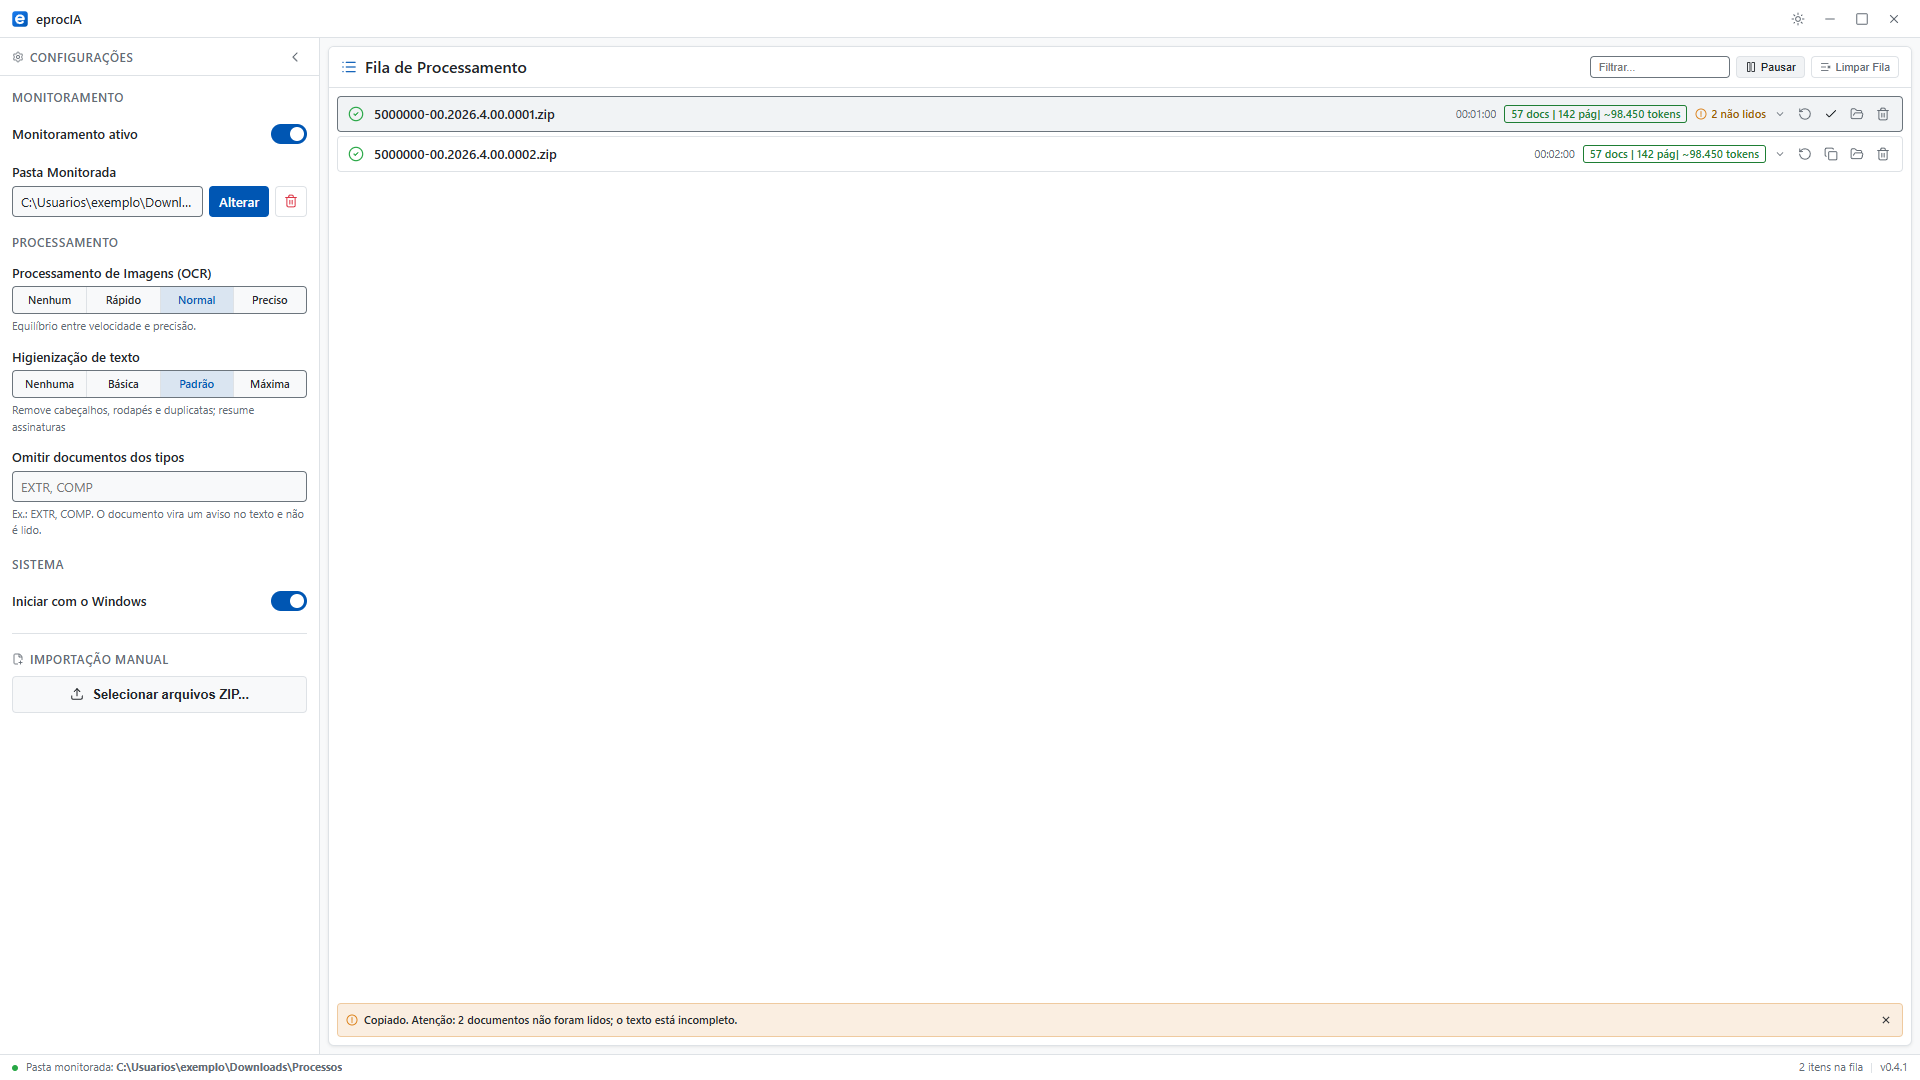 eprocIA
CONFIGURAÇÕES
MONITORAMENTO
Monitoramento ativo
Pasta Monitorada
C:\Usuarios\exemplo\Downl...
Alterar
PROCESSAMENTO
Processamento de Imagens (OCR)
Nenhum Rápido Normal Preciso
Equilíbrio entre velocidade e precisão.
Higienização de texto
Nenhuma Básica Padrão Máxima
Remove cabeçalhos, rodapés e duplicatas; resume
assinaturas
Omitir documentos dos tipos
EXTR, COMP
Ex.: EXTR, COMP. O documento vira um aviso no texto e não
é lido.
SISTEMA
Iniciar com o Windows
IMPORTAÇÃO MANUAL
Selecionar arquivos ZIP...
Fila de Processamento
Filtrar...
Pausar
Limpar Fila
5000000-00.2026.4.00.0001.zip 00:01:00 57 docs | 142 pág| ~98.450 tokens 2 não lidos
5000000-00.2026.4.00.0002.zip 00:02:00 57 docs | 142 pág| ~98.450 tokens
Copiado. Atenção: 2 documentos não foram lidos; o texto está incompleto.
Pasta monitorada: C:\Usuarios\exemplo\Downloads\Processos
2 itens na fila | v0.4.1